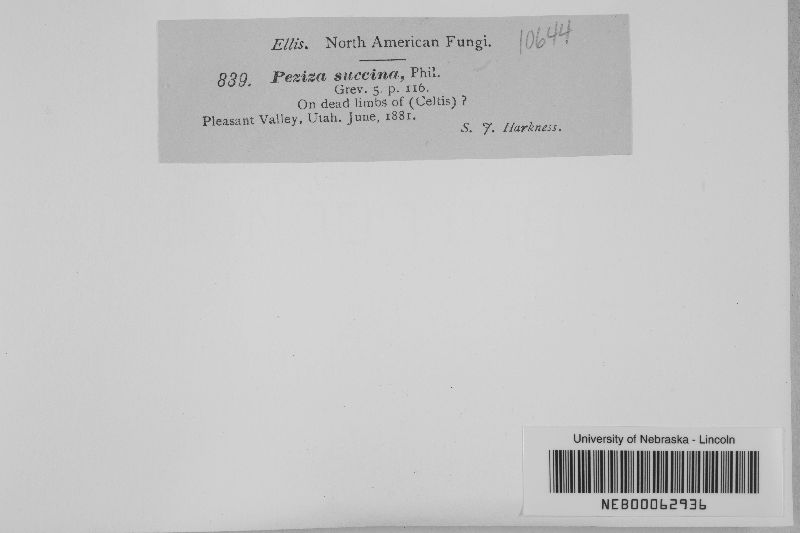 Ellis. North American Fungi. 10644
839. Peziza succina, Phil.
Grev. 5. p. 116.
On dead limbs of (Celtis) ?
Pleasant Valley, Utah. June, 1881.
S. J. Harkness.
University of Nebraska - Lincoln
NEB00062936